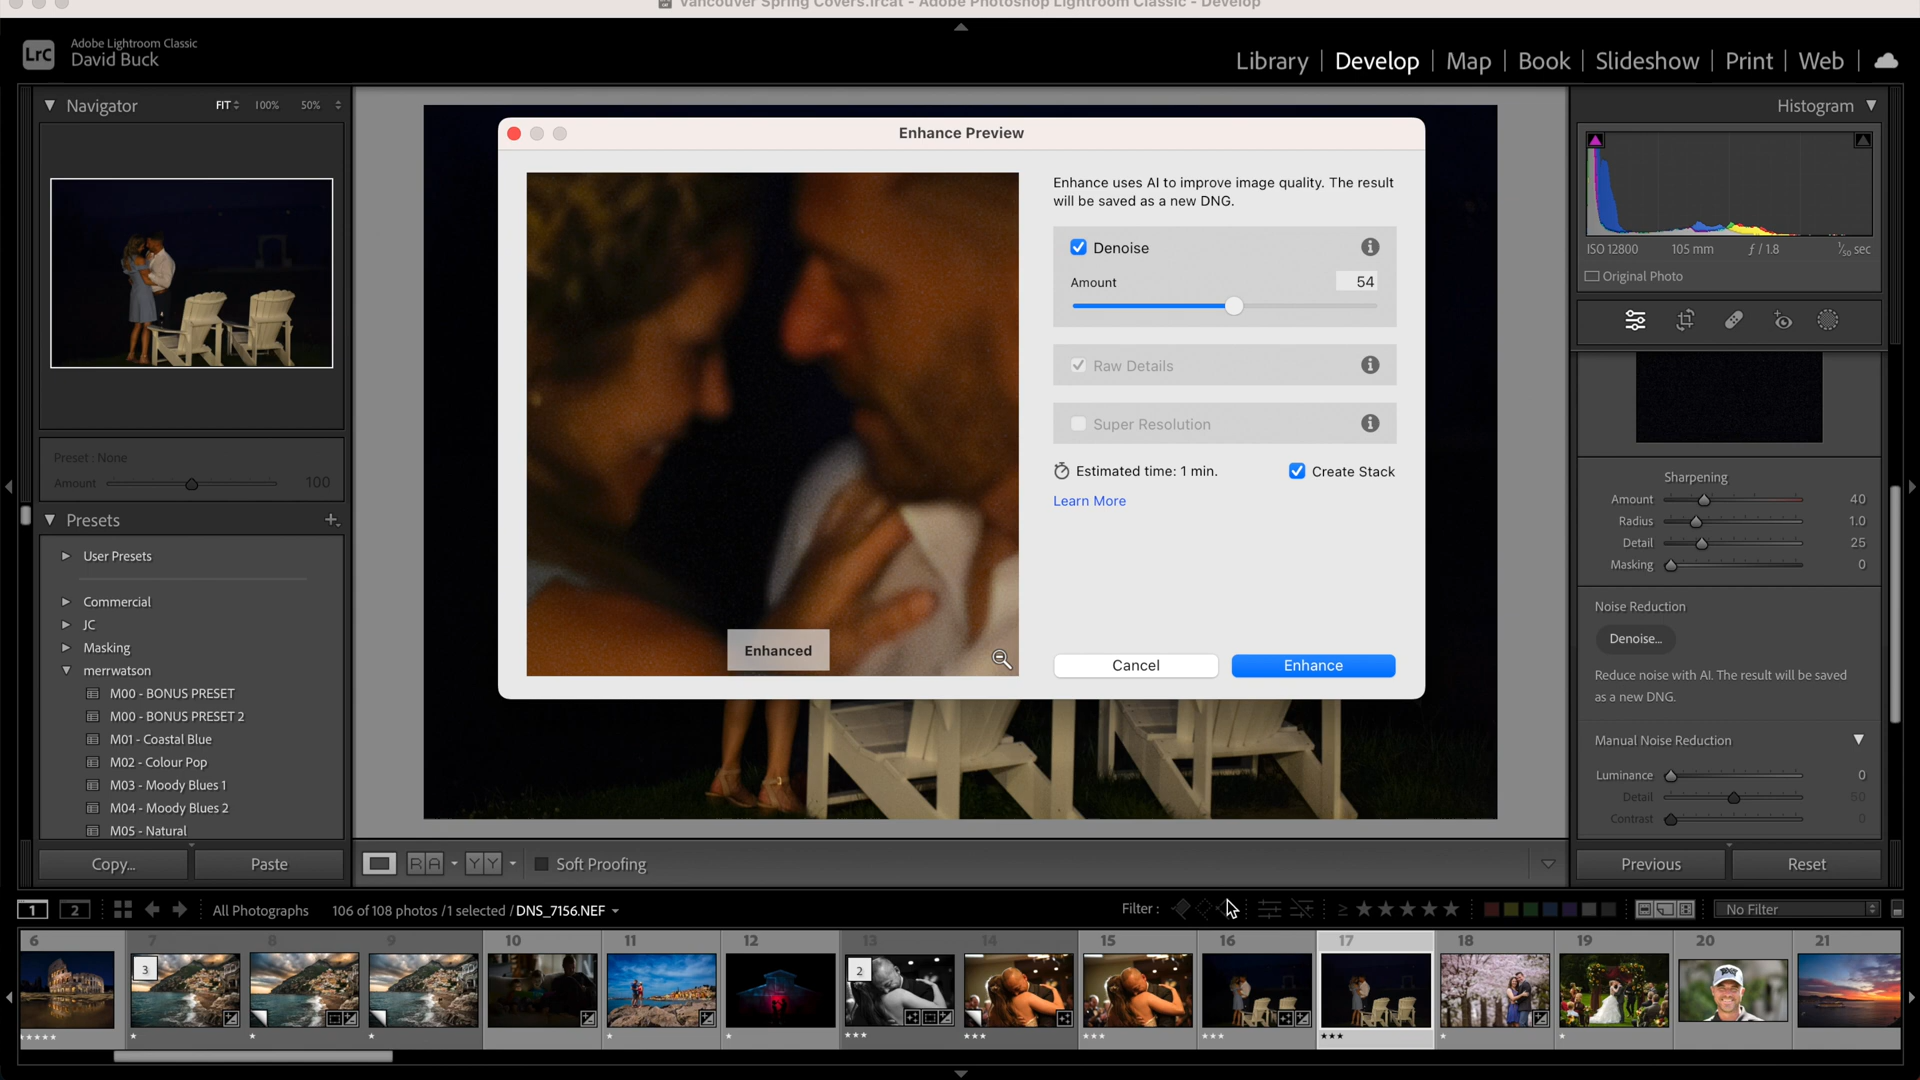 Vancouver Spring Covers.lrcat - Adobe Photoshop Lightroom Classic - Develop
LrC
Adobe Lightroom Classic
David Buck
Library
Develop
Map
Book
Slideshow
Print
Web
Navigator
FIT
100%
50%
Preset : None
Amount
100
Presets
User Presets
Commercial
JC
Masking
merrwatson
M00 - BONUS PRESET
M00 - BONUS PRESET 2
M01 - Coastal Blue
M02 - Colour Pop
M03 - Moody Blues 1
M04 - Moody Blues 2
M05 - Natural
Copy...
Paste
Enhance Preview
Enhanced
Enhance uses AI to improve image quality. The result
will be saved as a new DNG.
Denoise
Amount
54
Raw Details
Super Resolution
Estimated time: 1 min.
Create Stack
Learn More
Cancel
Enhance
Histogram
ISO 12800
105 mm
ƒ / 1.8
1/50 sec
Original Photo
Sharpening
Amount 40
Radius 1.0
Detail 25
Masking 0
Noise Reduction
Denoise...
Reduce noise with AI. The result will be saved
as a new DNG.
Manual Noise Reduction
Luminance 0
Detail 50
Contrast 0
Previous
Reset
R A
Y Y
Soft Proofing
1
2
All Photographs
106 of 108 photos / 1 selected / DNS_7156.NEF
Filter :
No Filter
6
7
8
9
10
11
12
13
14
15
16
17
18
19
20
21
3
2